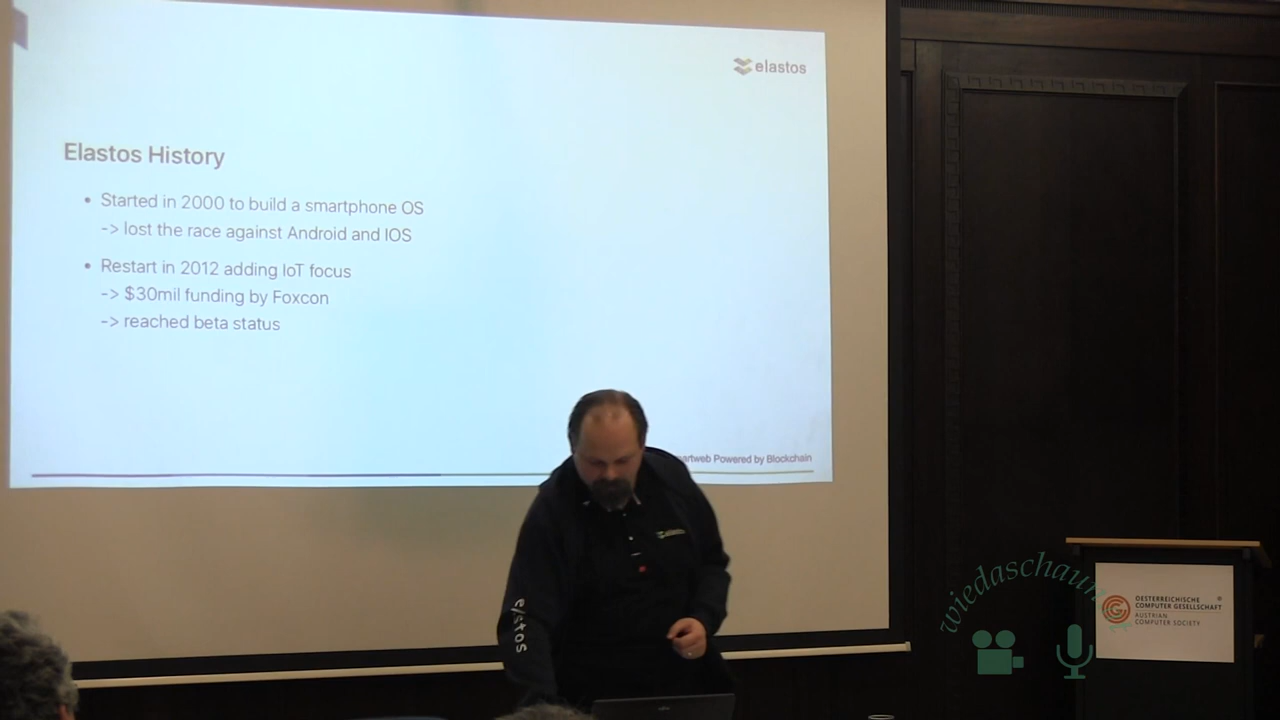 elastos
Elastos History
• Started in 2000 to build a smartphone OS
-> lost the race against Android and IOS
• Restart in 2012 adding IoT focus
-> $30mil funding by Foxcon
-> reached beta status
Powered by Blockchain
elastos
wiedaschaun
OESTERREICHISCHE
COMPUTER GESELLSCHAFT
AUSTRIAN
COMPUTER SOCIETY